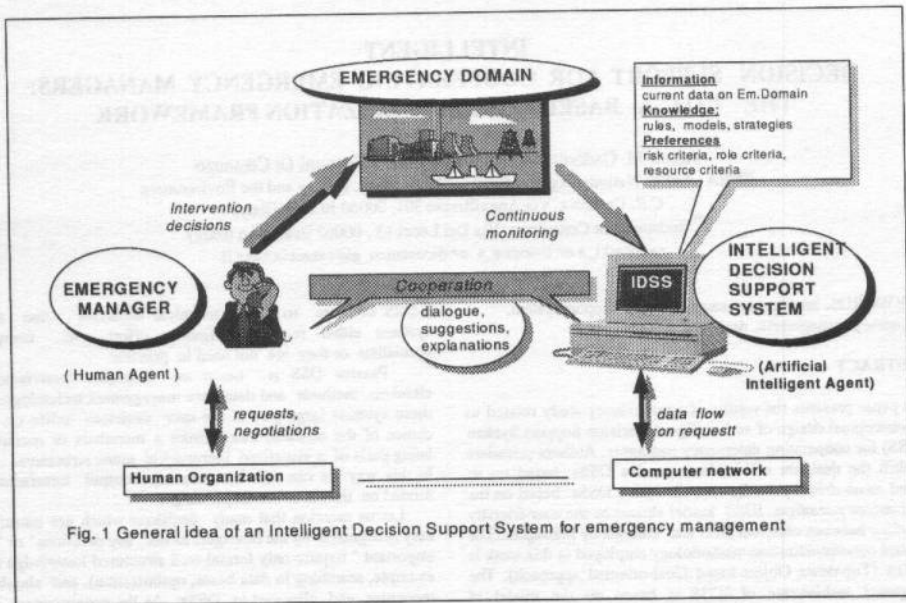 EMERGENCY DOMAIN
Information
current data on Em.Domain
Knowledge;
rules, models, strategies
Preferences
risk criteria, role criteria,
resource criteria
Intervention
decisions
Continuous
monitoring
EMERGENCY
MANAGER
Cooperation
IDSS
INTELLIGENT
DECISION
SUPPORT
SYSTEM
dialogue,
suggestions,
explanations
( Human Agent )
(Artificial
Intelligent Agent)
requests,
negotiations
data flow
on requestt
Human Organization
Computer network
Fig. 1 General idea of an Intelligent Decision Support System for emergency management